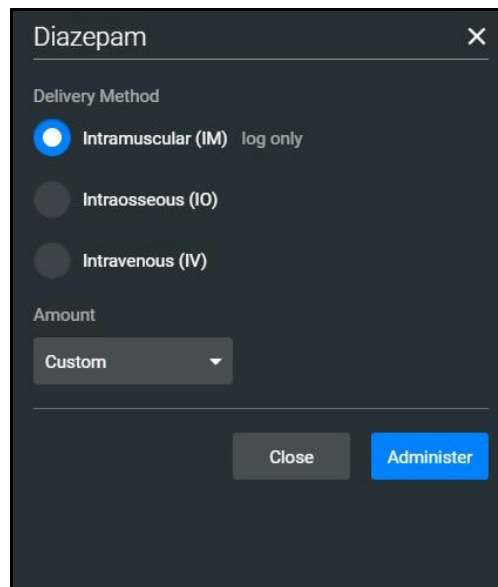 Diazepam
Delivery Method
Intramuscular (IM) log only
Intraosseous (IO)
Intravenous (IV)
Amount
Custom
Close Administer